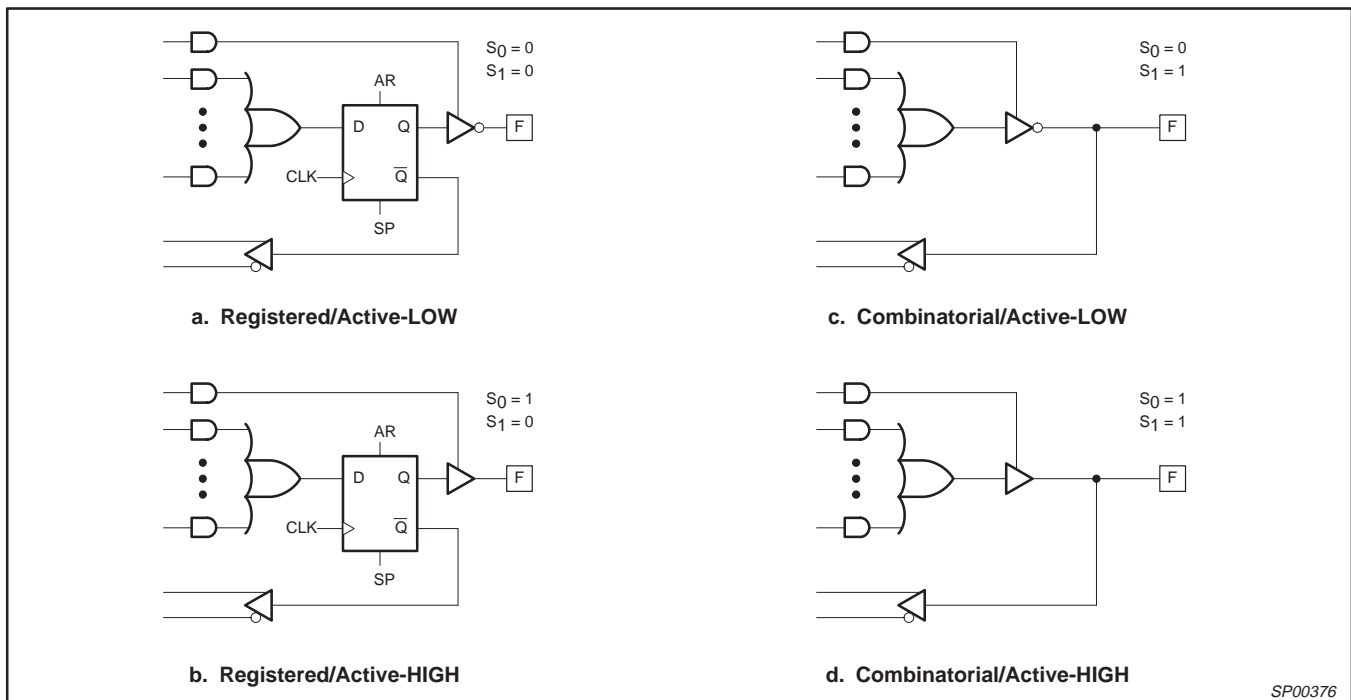 S0 = 0
S1 = 0
AR
D Q
F
CLK
Q̅
SP
a. Registered/Active-LOW
S0 = 0
S1 = 1
F
c. Combinatorial/Active-LOW
S0 = 1
S1 = 0
AR
D Q
F
CLK
Q̅
SP
b. Registered/Active-HIGH
S0 = 1
S1 = 1
F
d. Combinatorial/Active-HIGH
SP00376